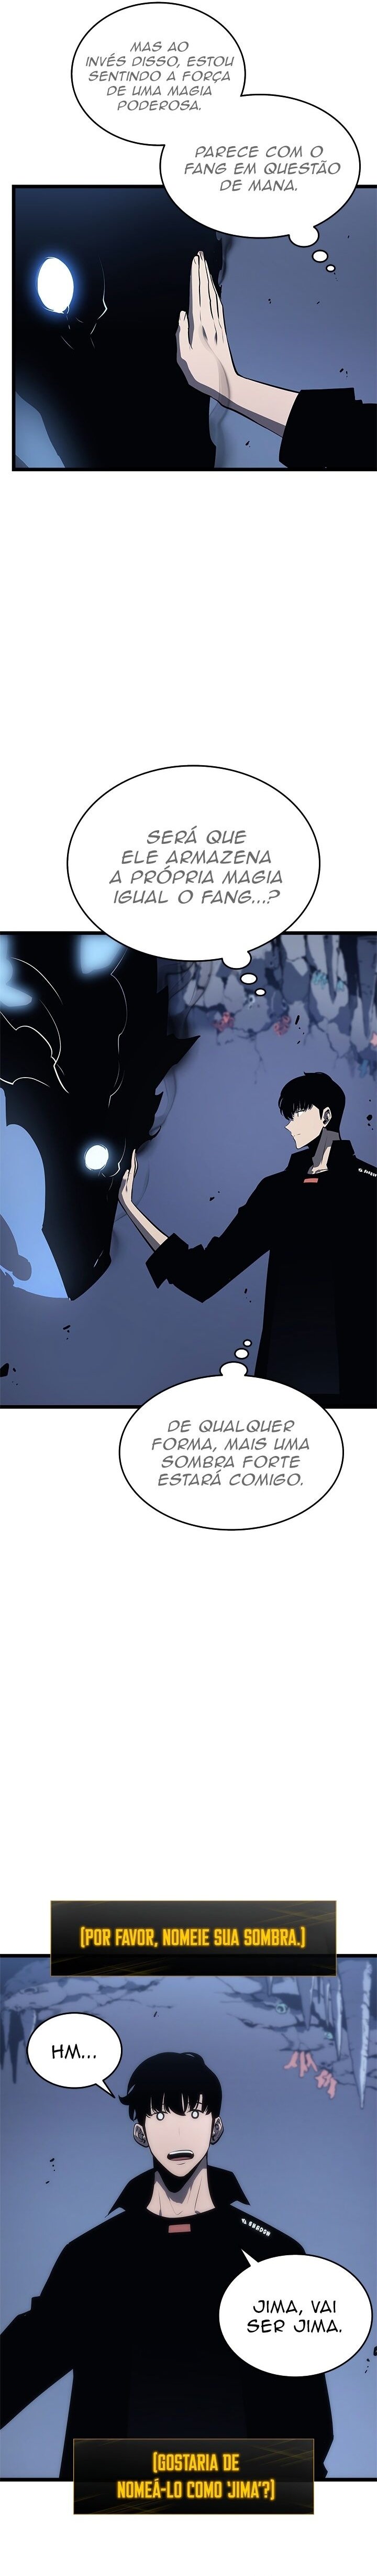 MAS AO
INVÉS DISSO, ESTOU
SENTINDO A FORÇA
DE UMA MAGIA
PODEROSA.
PARECE COM O
FANG EM QUESTÃO
DE MANA.
SERÁ QUE
ELE ARMAZENA
A PRÓPRIA MAGIA
IGUAL O FANG...?
DE QUALQUER
FORMA, MAIS UMA
SOMBRA FORTE
ESTARÁ COMIGO.
(POR FAVOR, NOMEIE SUA SOMBRA.)
HM...
JIMA, VAI
SER JIMA.
(GOSTARIA DE
NOMEÁ-LO COMO 'JIMA'?)